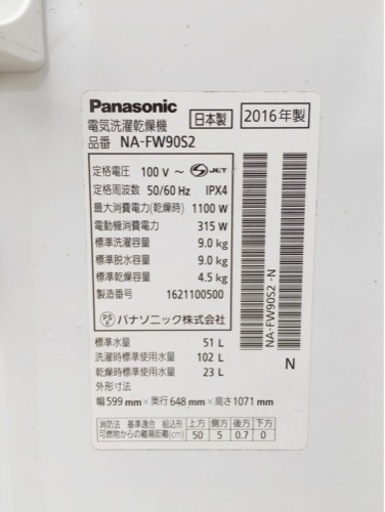 Panasonic
電気洗濯乾燥機 日本製 2016年製
品番 NA-FW90S2
定格電圧 100 V ～ S JET
定格周波数 50/60 Hz IPX4
最大消費電力(乾燥時) 1100 W
電動機消費電力 315 W
標準洗濯容量 9.0 kg
標準脱水容量 9.0 kg
標準乾燥容量 4.5 kg
製造番号 1621100500
PSE パナソニック株式会社
標準水量 51 L
洗濯時標準使用水量 102 L
乾燥時標準使用水量 23 L
外形寸法
幅 599 mm×奥行 648 mm×高さ 1071 mm
消防法 基準適合 組込形 上方 側方 後方 下方
可燃物からの離隔距離(cm) 50 5 0.7 0
NA-FW90S2 -N
N